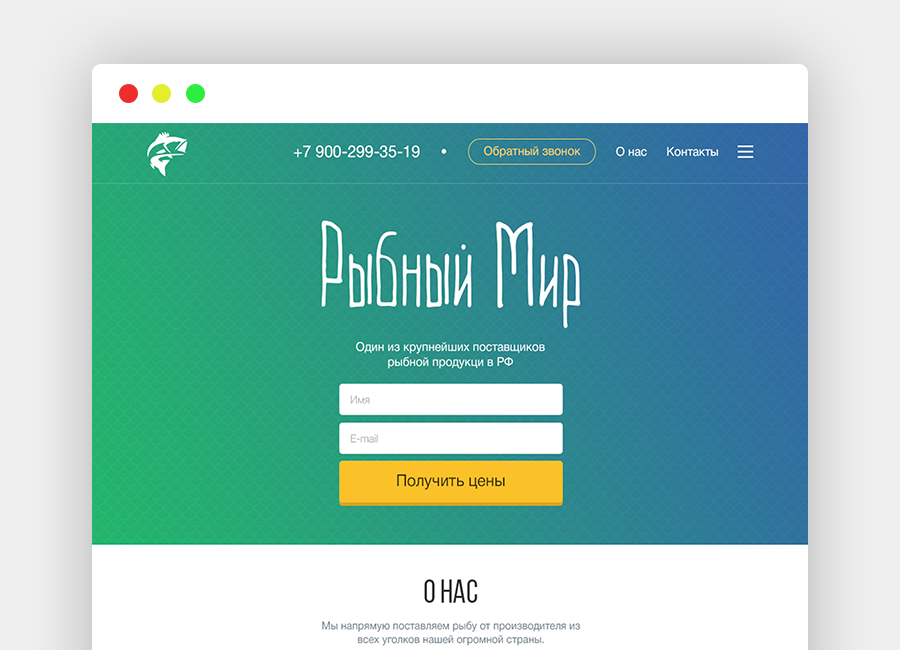 +7 900-299-35-19 • Обратный звонок О нас Контакты
Рыбный Мир
Один из крупнейших поставщиков
рыбной продукци в РФ
Имя
E-mail
Получить цены
О НАС
Мы напрямую поставляем рыбу от производителя из
всех уголков нашей огромной страны.